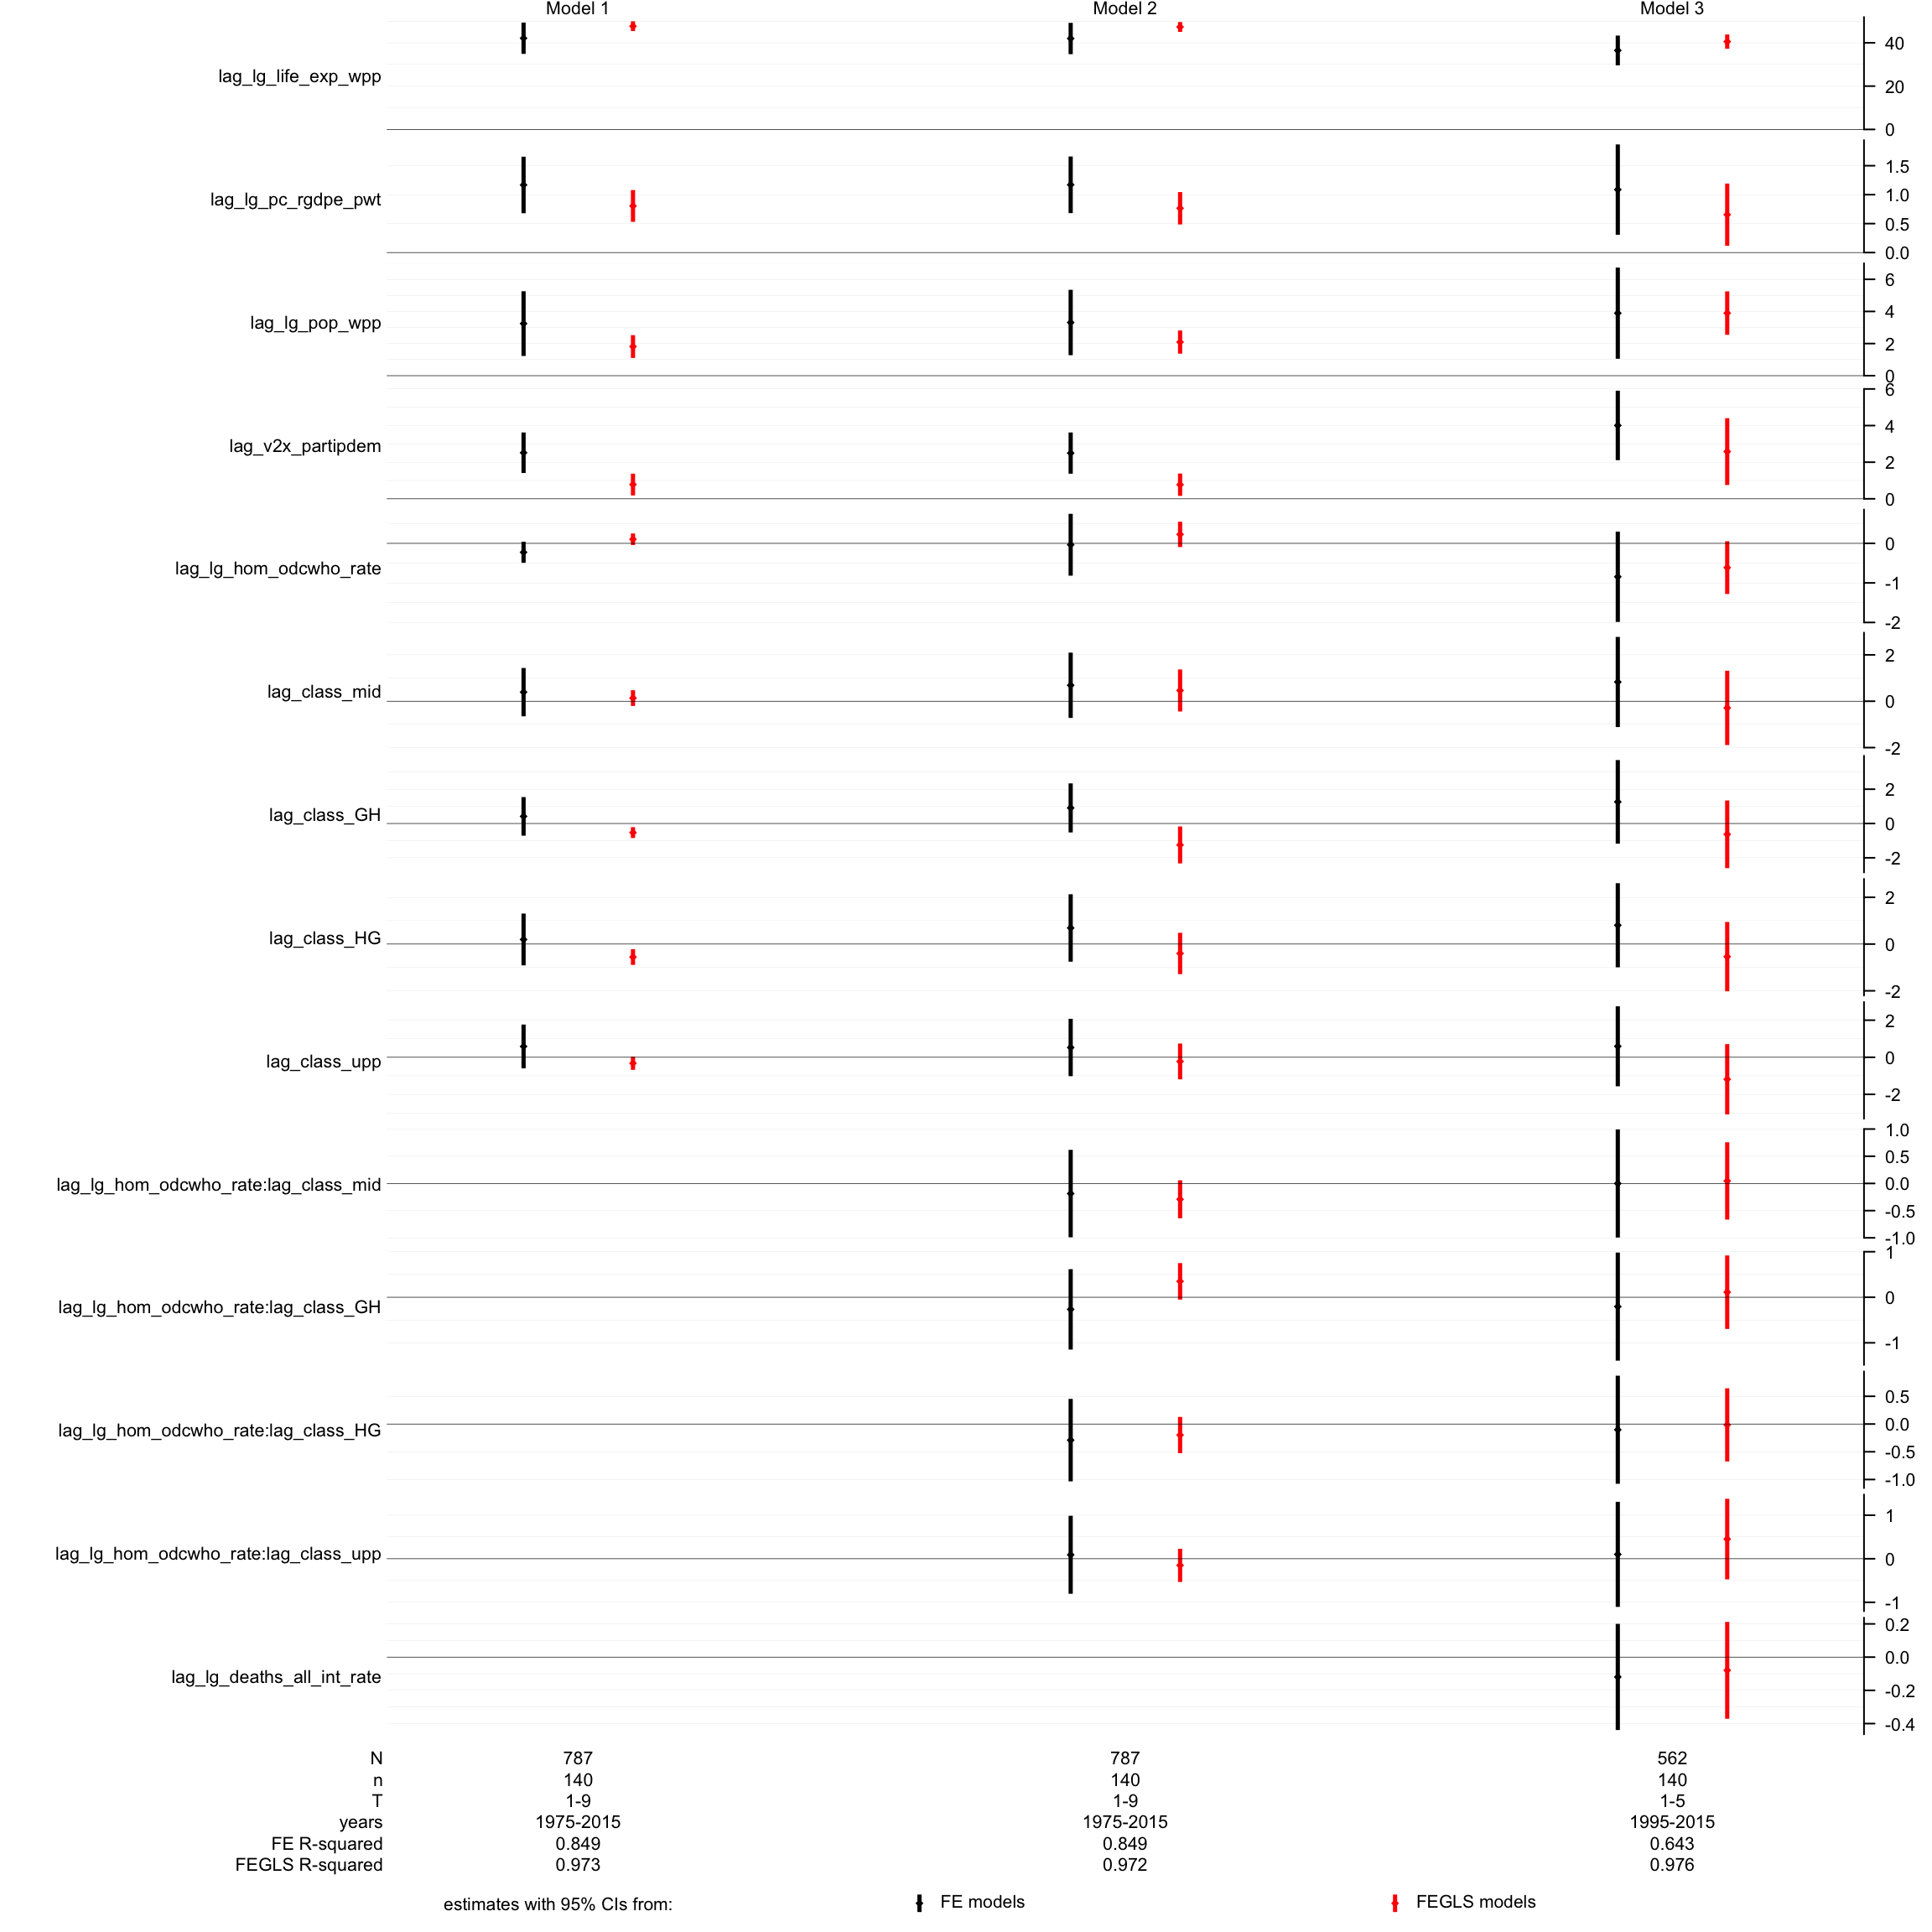 Model 1 Model 2 Model 3
lag_lg_life_exp_wpp
40
20
0
lag_lg_pc_rgdpe_pwt
1.5
1.0
0.5
0.0
lag_lg_pop_wpp
6
4
2
0
lag_v2x_partipdem
6
4
2
0
lag_lg_hom_odcwho_rate
0
-1
-2
lag_class_mid
2
0
-2
lag_class_GH
2
0
-2
lag_class_HG
2
0
-2
lag_class_upp
2
0
-2
lag_lg_hom_odcwho_rate:lag_class_mid
1.0
0.5
0.0
-0.5
-1.0
lag_lg_hom_odcwho_rate:lag_class_GH
1
0
-1
lag_lg_hom_odcwho_rate:lag_class_HG
0.5
0.0
-0.5
-1.0
lag_lg_hom_odcwho_rate:lag_class_upp
1
0
-1
lag_lg_deaths_all_int_rate
0.2
0.0
-0.2
-0.4
N 787 787 562
n 140 140 140
T 1-9 1-9 1-5
years 1975-2015 1975-2015 1995-2015
FE R-squared 0.849 0.849 0.643
FEGLS R-squared 0.973 0.972 0.976
estimates with 95% CIs from: FE models FEGLS models